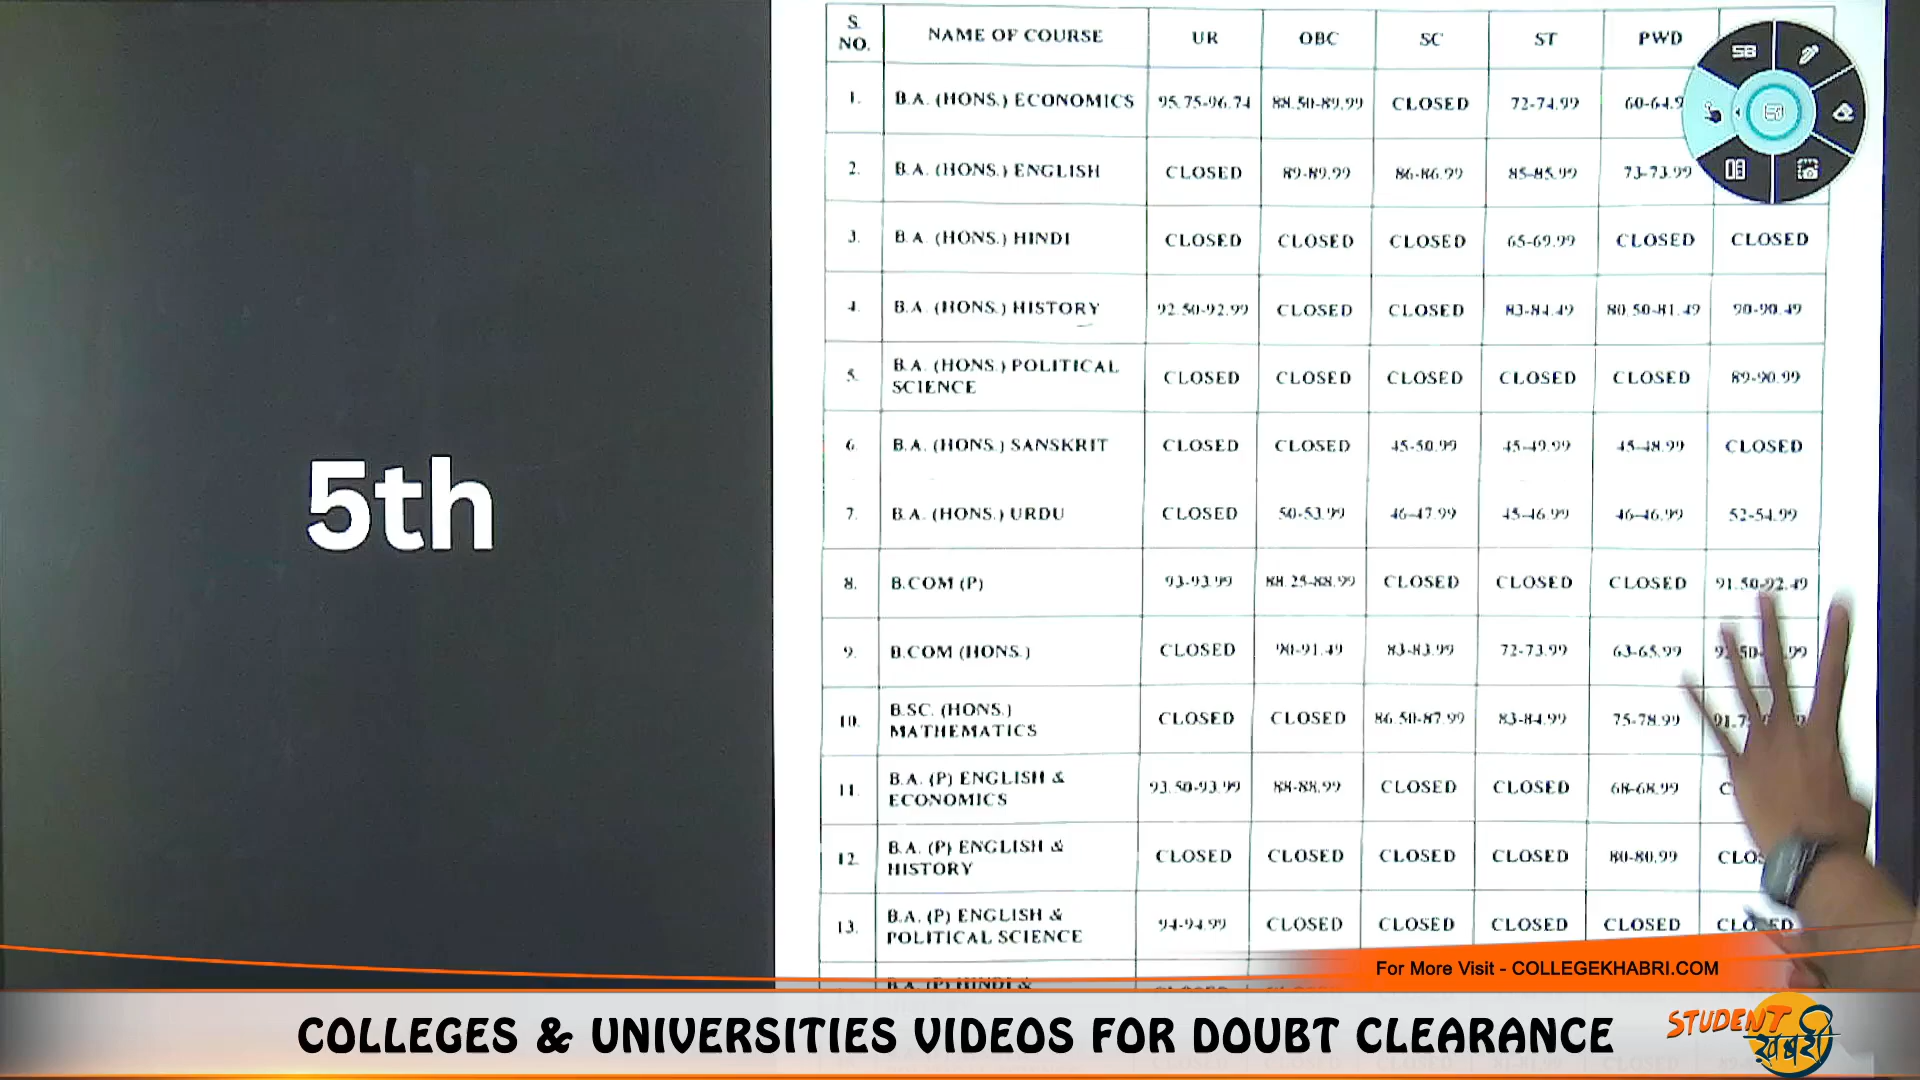 5th
S. NO. NAME OF COURSE UR OBC SC ST PWD
1. B.A. (HONS.) ECONOMICS 95.75-96.74 88.50-89.99 CLOSED 72-74.99
2. B.A. (HONS.) ENGLISH CLOSED 89-89.99 86-86.99 85-85.99 73-73.99
3. B.A. (HONS.) HINDI CLOSED CLOSED CLOSED 65-69.99 CLOSED CLOSED
4. B.A. (HONS.) HISTORY 92.50-92.99 CLOSED CLOSED 83-84.49 80.50-81.49 90-90.49
5. B.A. (HONS.) POLITICAL SCIENCE CLOSED CLOSED CLOSED CLOSED CLOSED 89-90.99
6. B.A. (HONS.) SANSKRIT CLOSED CLOSED 45-50.99 45-49.99 45-48.99 CLOSED
7. B.A. (HONS.) URDU CLOSED 50-53.99 46-47.99 45-46.99 46-46.99 52-54.99
8. B.COM (P) 93-93.99 88.25-88.99 CLOSED CLOSED CLOSED 91.50-92.49
9. B.COM (HONS.) CLOSED 90-91.49 83-83.99 72-73.99 63-65.99
10. B.SC. (HONS.) MATHEMATICS CLOSED CLOSED 86.50-87.99 83-84.99 75-78.99
11. B.A. (P) ENGLISH & ECONOMICS 93.50-93.99 88-88.99 CLOSED CLOSED 68-68.99
12. B.A. (P) ENGLISH & HISTORY CLOSED CLOSED CLOSED CLOSED 80-80.99
13. B.A. (P) ENGLISH & POLITICAL SCIENCE 94-94.99 CLOSED CLOSED CLOSED CLOSED CLOSED
B.A. (P) HINDI &
For More Visit - COLLEGEKHABRI.COM
COLLEGES & UNIVERSITIES VIDEOS FOR DOUBT CLEARANCE
STUDENT
खबरी